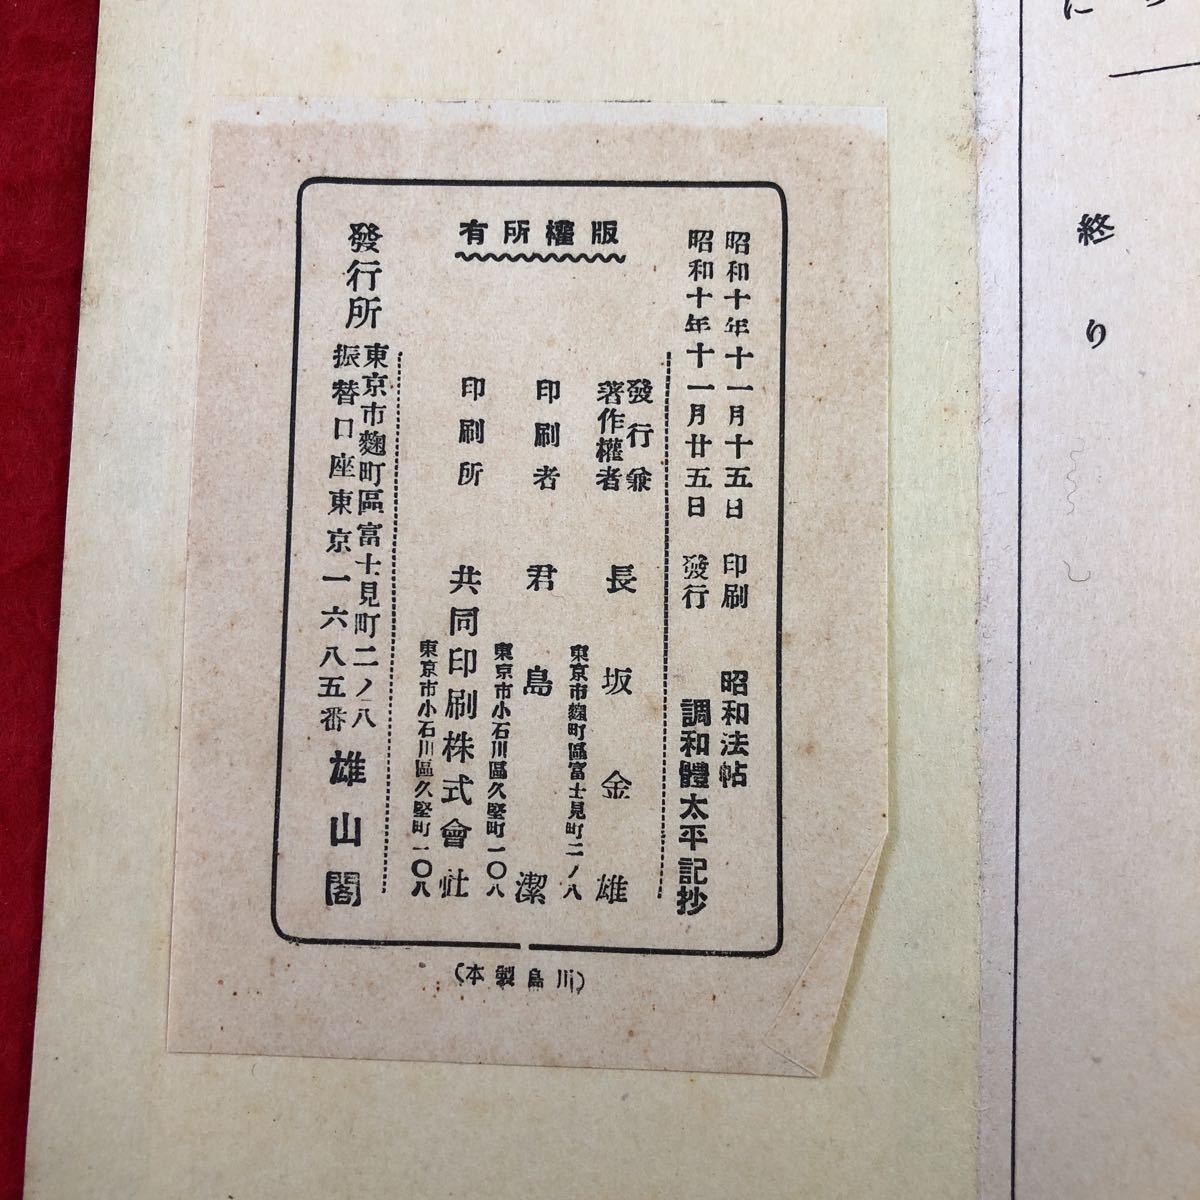 終り
昭和十年十一月十五日 印刷
昭和十年十一月廿五日 發行
昭和法帖
調和體太平記抄
版權所有
發行兼
著作權者
長坂金雄
東京市麴町區富士見町二ノ八
印刷者
君島潔
東京市小石川區久堅町一〇八
印刷所
共同印刷株式會社
東京市小石川區久堅町一〇八
發行所
東京市麴町區富士見町二ノ八
振替口座東京一六八五番
雄山閣
(川島製本)